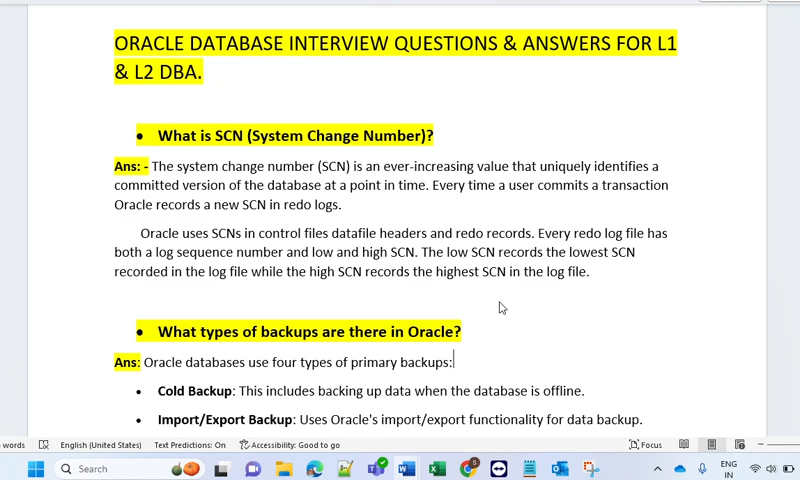 ORACLE DATABASE INTERVIEW QUESTIONS & ANSWERS FOR L1
& L2 DBA.
• What is SCN (System Change Number)?
Ans: - The system change number (SCN) is an ever-increasing value that uniquely identifies a
committed version of the database at a point in time. Every time a user commits a transaction
Oracle records a new SCN in redo logs.
Oracle uses SCNs in control files datafile headers and redo records. Every redo log file has
both a log sequence number and low and high SCN. The low SCN records the lowest SCN
recorded in the log file while the high SCN records the highest SCN in the log file.
• What types of backups are there in Oracle?
Ans: Oracle databases use four types of primary backups:
• Cold Backup: This includes backing up data when the database is offline.
• Import/Export Backup: Uses Oracle's import/export functionality for data backup.
words English (United States) Text Predictions: On Accessibility: Good to go Focus
Search ENG
IN